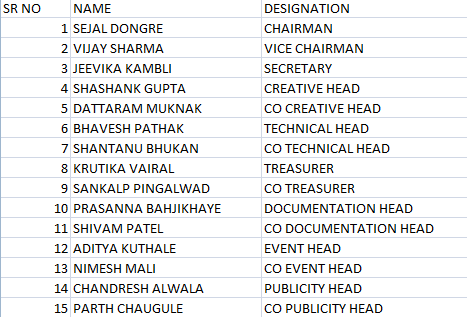 SR NO NAME DESIGNATION
1 SEJAL DONGRE CHAIRMAN
2 VIJAY SHARMA VICE CHAIRMAN
3 JEEVIKA KAMBLI SECRETARY
4 SHASHANK GUPTA CREATIVE HEAD
5 DATTARAM MUKNAK CO CREATIVE HEAD
6 BHAVESH PATHAK TECHNICAL HEAD
7 SHANTANU BHUKAN CO TECHNICAL HEAD
8 KRUTIKA VAIRAL TREASURER
9 SANKALP PINGALWAD CO TREASURER
10 PRASANNA BAHJIKHAYE DOCUMENTATION HEAD
11 SHIVAM PATEL CO DOCUMENTATION HEAD
12 ADITYA KUTHALE EVENT HEAD
13 NIMESH MALI CO EVENT HEAD
14 CHANDRESH ALWALA PUBLICITY HEAD
15 PARTH CHAUGULE CO PUBLICITY HEAD